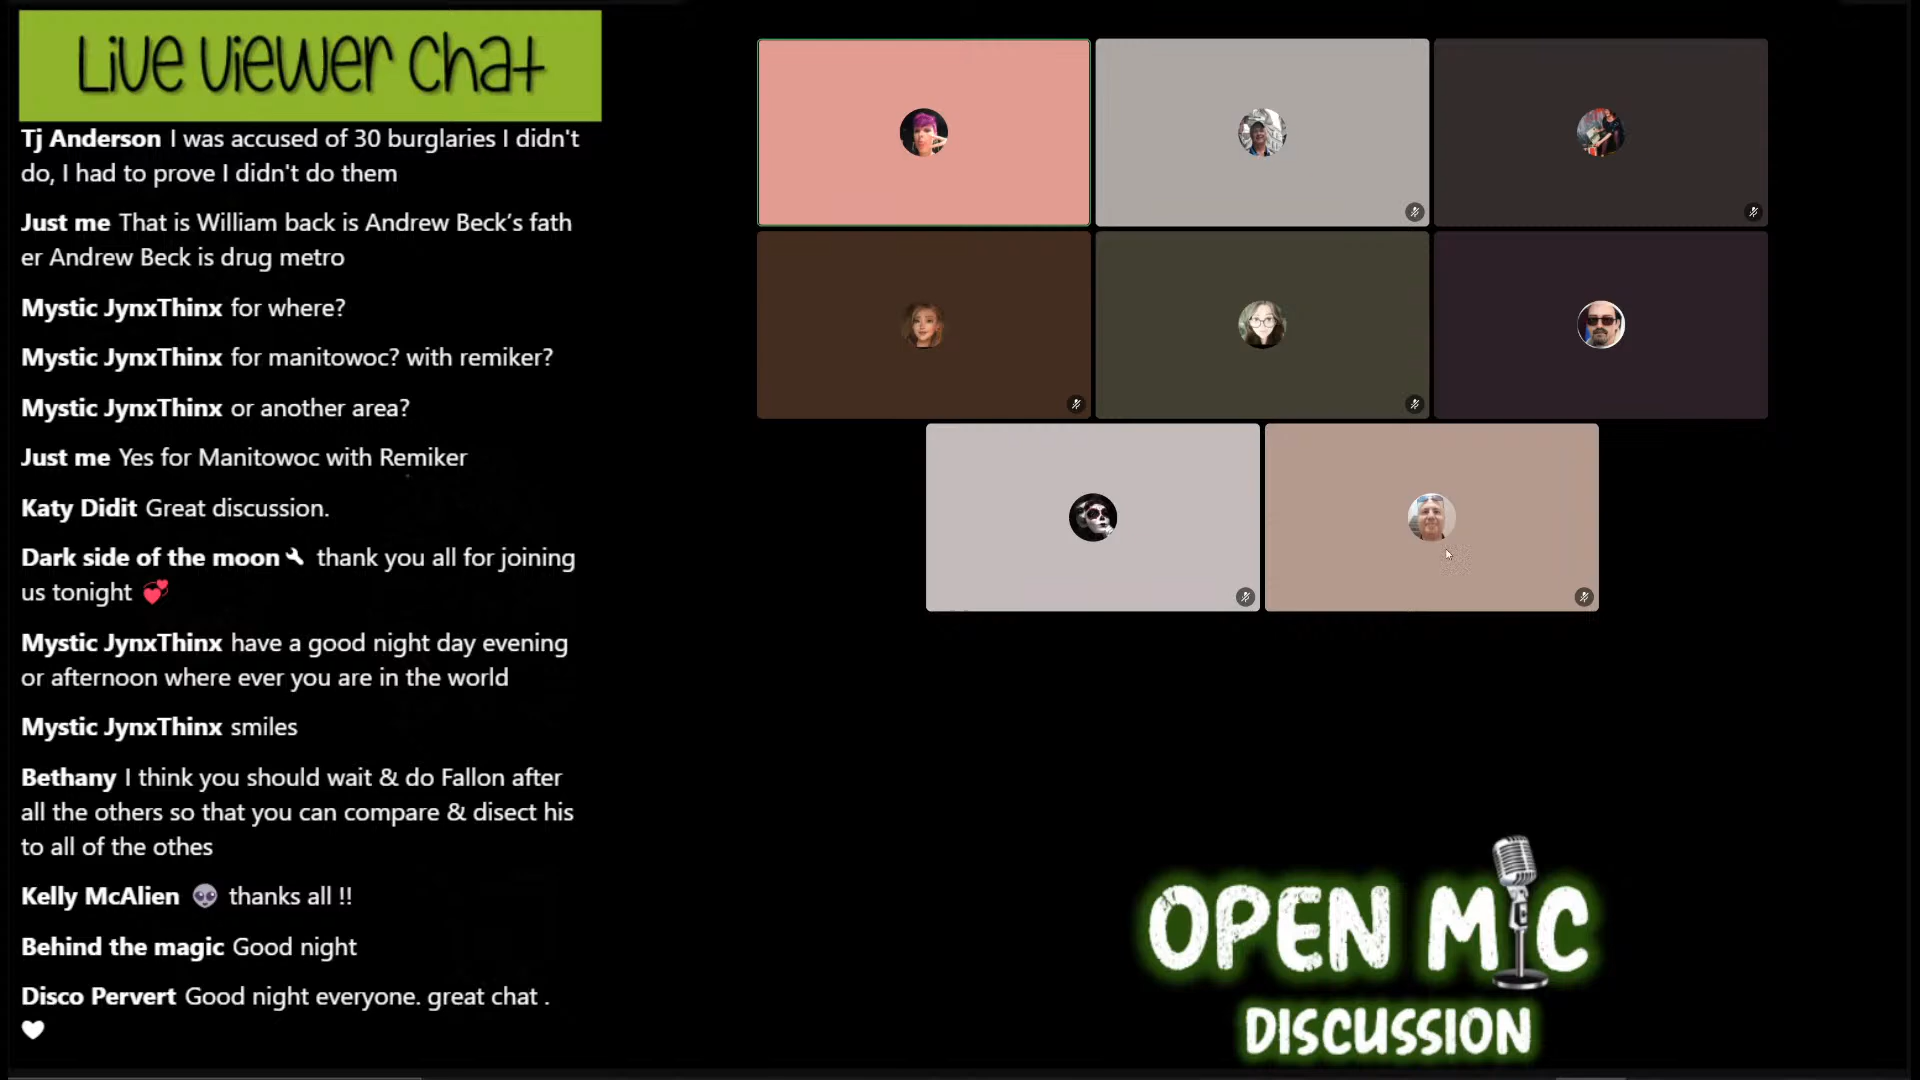 Live Viewer Chat
Tj Anderson I was accused of 30 burglaries I didn't
do, I had to prove I didn't do them
Just me That is William back is Andrew Beck’s fath
er Andrew Beck is drug metro
Mystic JynxThinx for where?
Mystic JynxThinx for manitowoc? with remiker?
Mystic JynxThinx or another area?
Just me Yes for Manitowoc with Remiker
Katy Didit Great discussion.
Dark side of the moon thank you all for joining
us tonight 💞
Mystic JynxThinx have a good night day evening
or afternoon where ever you are in the world
Mystic JynxThinx smiles
Bethany I think you should wait & do Fallon after
all the others so that you can compare & disect his
to all of the othes
Kelly McAlien 👽 thanks all !!
Behind the magic Good night
Disco Pervert Good night everyone. great chat .
🤍
OPEN MIC
DISCUSSION